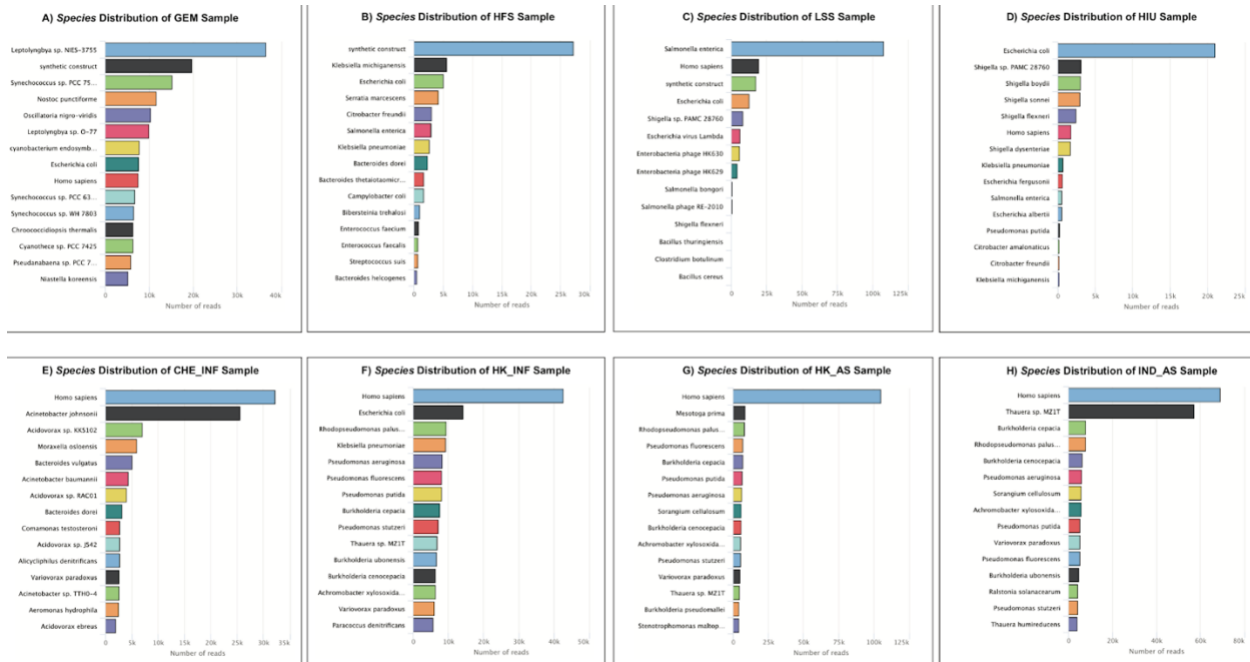 A) Species Distribution of GEM Sample
Leptolyngbya sp. NIES-3755
synthetic construct
Synechococcus sp. PCC 75...
Nostoc punctiforme
Oscillatoria nigro-viridis
Leptolyngbya sp. O-77
cyanobacterium endosymb...
Escherichia coli
Homo sapiens
Synechococcus sp. PCC 63...
Synechococcus sp. WH 7803
Chroococcidiopsis thermalis
Cyanothece sp. PCC 7425
Pseudanabaena sp. PCC 7...
Niastella koreensis
0 10k 20k 30k 40k
Number of reads
B) Species Distribution of HFS Sample
synthetic construct
Klebsiella michiganensis
Escherichia coli
Serratia marcescens
Citrobacter freundii
Salmonella enterica
Klebsiella pneumoniae
Bacteroides dorei
Bacteroides thetaiotaomicr...
Campylobacter coli
Bibersteinia trehalosi
Enterococcus faecium
Enterococcus faecalis
Streptococcus suis
Bacteroides helcogenes
0 5k 10k 15k 20k 25k 30k
Number of reads
C) Species Distribution of LSS Sample
Salmonella enterica
Homo sapiens
synthetic construct
Escherichia coli
Shigella sp. PAMC 28760
Escherichia virus Lambda
Enterobacteria phage HK630
Enterobacteria phage HK629
Salmonella bongori
Salmonella phage RE-2010
Shigella flexneri
Bacillus thuringiensis
Clostridium botulinum
Bacillus cereus
0 25k 50k 75k 100k 125k
Number of reads
D) Species Distribution of HIU Sample
Escherichia coli
Shigella sp. PAMC 28760
Shigella boydii
Shigella sonnei
Shigella flexneri
Homo sapiens
Shigella dysenteriae
Klebsiella pneumoniae
Escherichia fergusonii
Salmonella enterica
Escherichia albertii
Pseudomonas putida
Citrobacter amalonaticus
Citrobacter freundii
Klebsiella michiganensis
0 5k 10k 15k 20k 25k
Number of reads
E) Species Distribution of CHE_INF Sample
Homo sapiens
Acinetobacter johnsonii
Acidovorax sp. KKS102
Moraxella osloensis
Bacteroides vulgatus
Acinetobacter baumannii
Acidovorax sp. RAC01
Bacteroides dorei
Comamonas testosteroni
Acidovorax sp. JS42
Alicycliphilus denitrificans
Variovorax paradoxus
Acinetobacter sp. TTH0-4
Aeromonas hydrophila
Acidovorax ebreus
0 5k 10k 15k 20k 25k 30k 35k
Number of reads
F) Species Distribution of HK_INF Sample
Homo sapiens
Escherichia coli
Rhodopseudomonas palus...
Klebsiella pneumoniae
Pseudomonas aeruginosa
Pseudomonas fluorescens
Pseudomonas putida
Burkholderia cepacia
Pseudomonas stutzeri
Thauera sp. MZ1T
Burkholderia ubonensis
Burkholderia cenocepacia
Achromobacter xylosoxida...
Variovorax paradoxus
Paracoccus denitrificans
0 10k 20k 30k 40k 50k
Number of reads
G) Species Distribution of HK_AS Sample
Homo sapiens
Mesotoga prima
Rhodopseudomonas palus...
Pseudomonas fluorescens
Burkholderia cepacia
Pseudomonas putida
Pseudomonas aeruginosa
Sorangium cellulosum
Burkholderia cenocepacia
Achromobacter xylosoxida...
Pseudomonas stutzeri
Variovorax paradoxus
Thauera sp. MZ1T
Burkholderia pseudomallei
Stenotrophomonas maltop...
0 25k 50k 75k 100k 125k
Number of reads
H) Species Distribution of IND_AS Sample
Homo sapiens
Thauera sp. MZ1T
Burkholderia cepacia
Rhodopseudomonas palus...
Burkholderia cenocepacia
Pseudomonas aeruginosa
Sorangium cellulosum
Achromobacter xylosoxida...
Pseudomonas putida
Variovorax paradoxus
Pseudomonas fluorescens
Burkholderia ubonensis
Ralstonia solanacearum
Pseudomonas stutzeri
Thauera humireducens
0 20k 40k 60k 80k
Number of reads